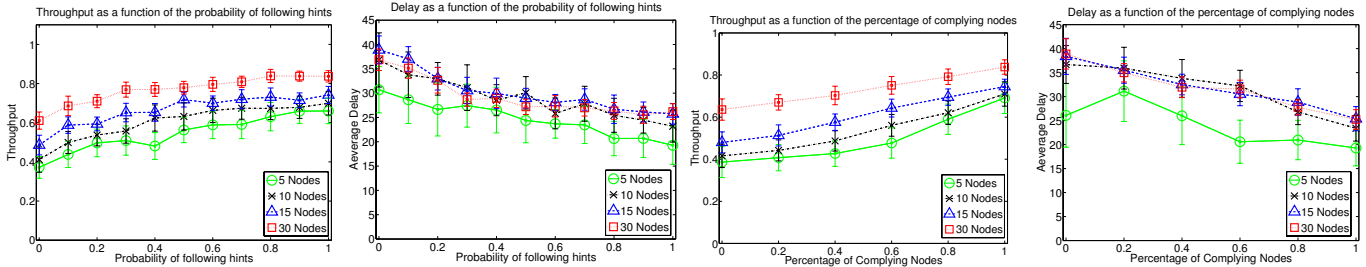 Throughput as a function of the probability of following hints
1
0.8
0.6
0.4
0.2
0
Throughput
5 Nodes
10 Nodes
15 Nodes
30 Nodes
0 0.2 0.4 0.6 0.8 1
Probability of following hints
Delay as a function of the probability of following hints
45
40
35
30
25
20
15
10
5
0
Aeverage Delay
5 Nodes
10 Nodes
15 Nodes
30 Nodes
0 0.2 0.4 0.6 0.8 1
Probability of following hints
Throughput as a function of the percentage of complying nodes
1
0.8
0.6
0.4
0.2
0
Throughput
5 Nodes
10 Nodes
15 Nodes
30 Nodes
0 0.2 0.4 0.6 0.8 1
Percentage of Complying Nodes
Delay as a function of the percentage of complying nodes
45
40
35
30
25
20
15
10
5
0
Aeverage Delay
5 Nodes
10 Nodes
15 Nodes
30 Nodes
0 0.2 0.4 0.6 0.8 1
Percentage of Complying Nodes